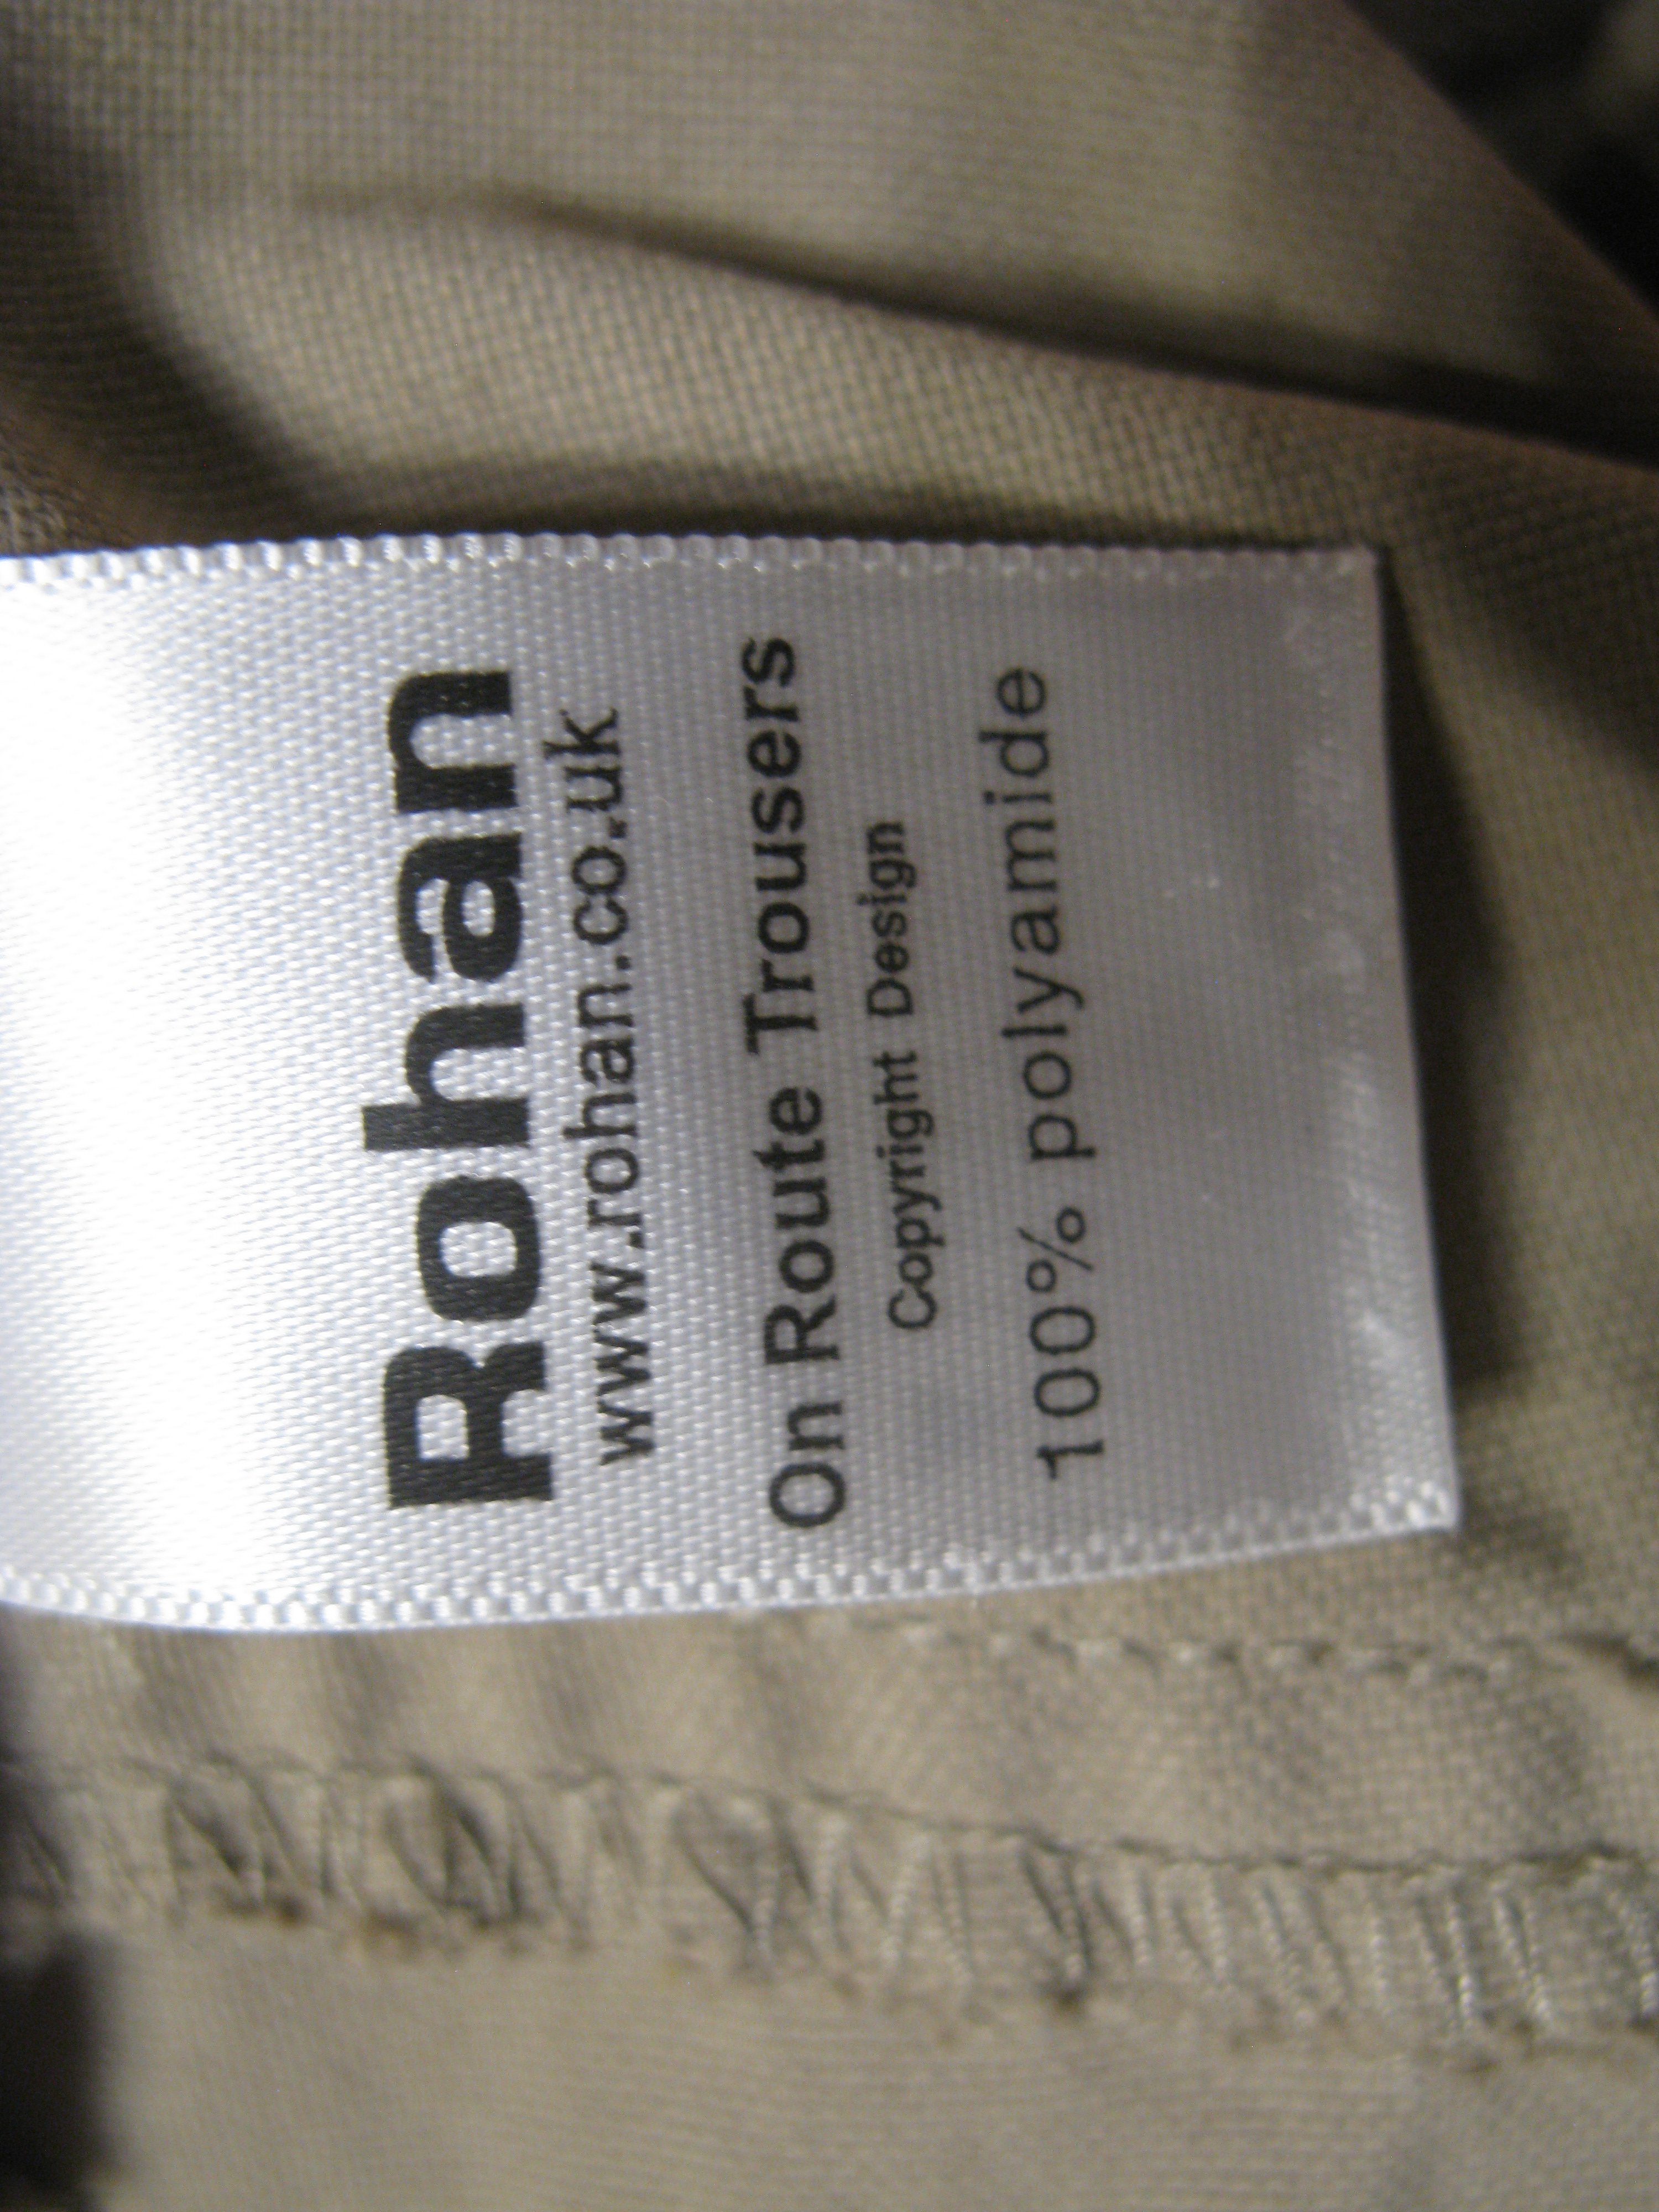 Rohan
www.rohan.co.uk
On Route Trousers
Copyright Design
100% polyamide